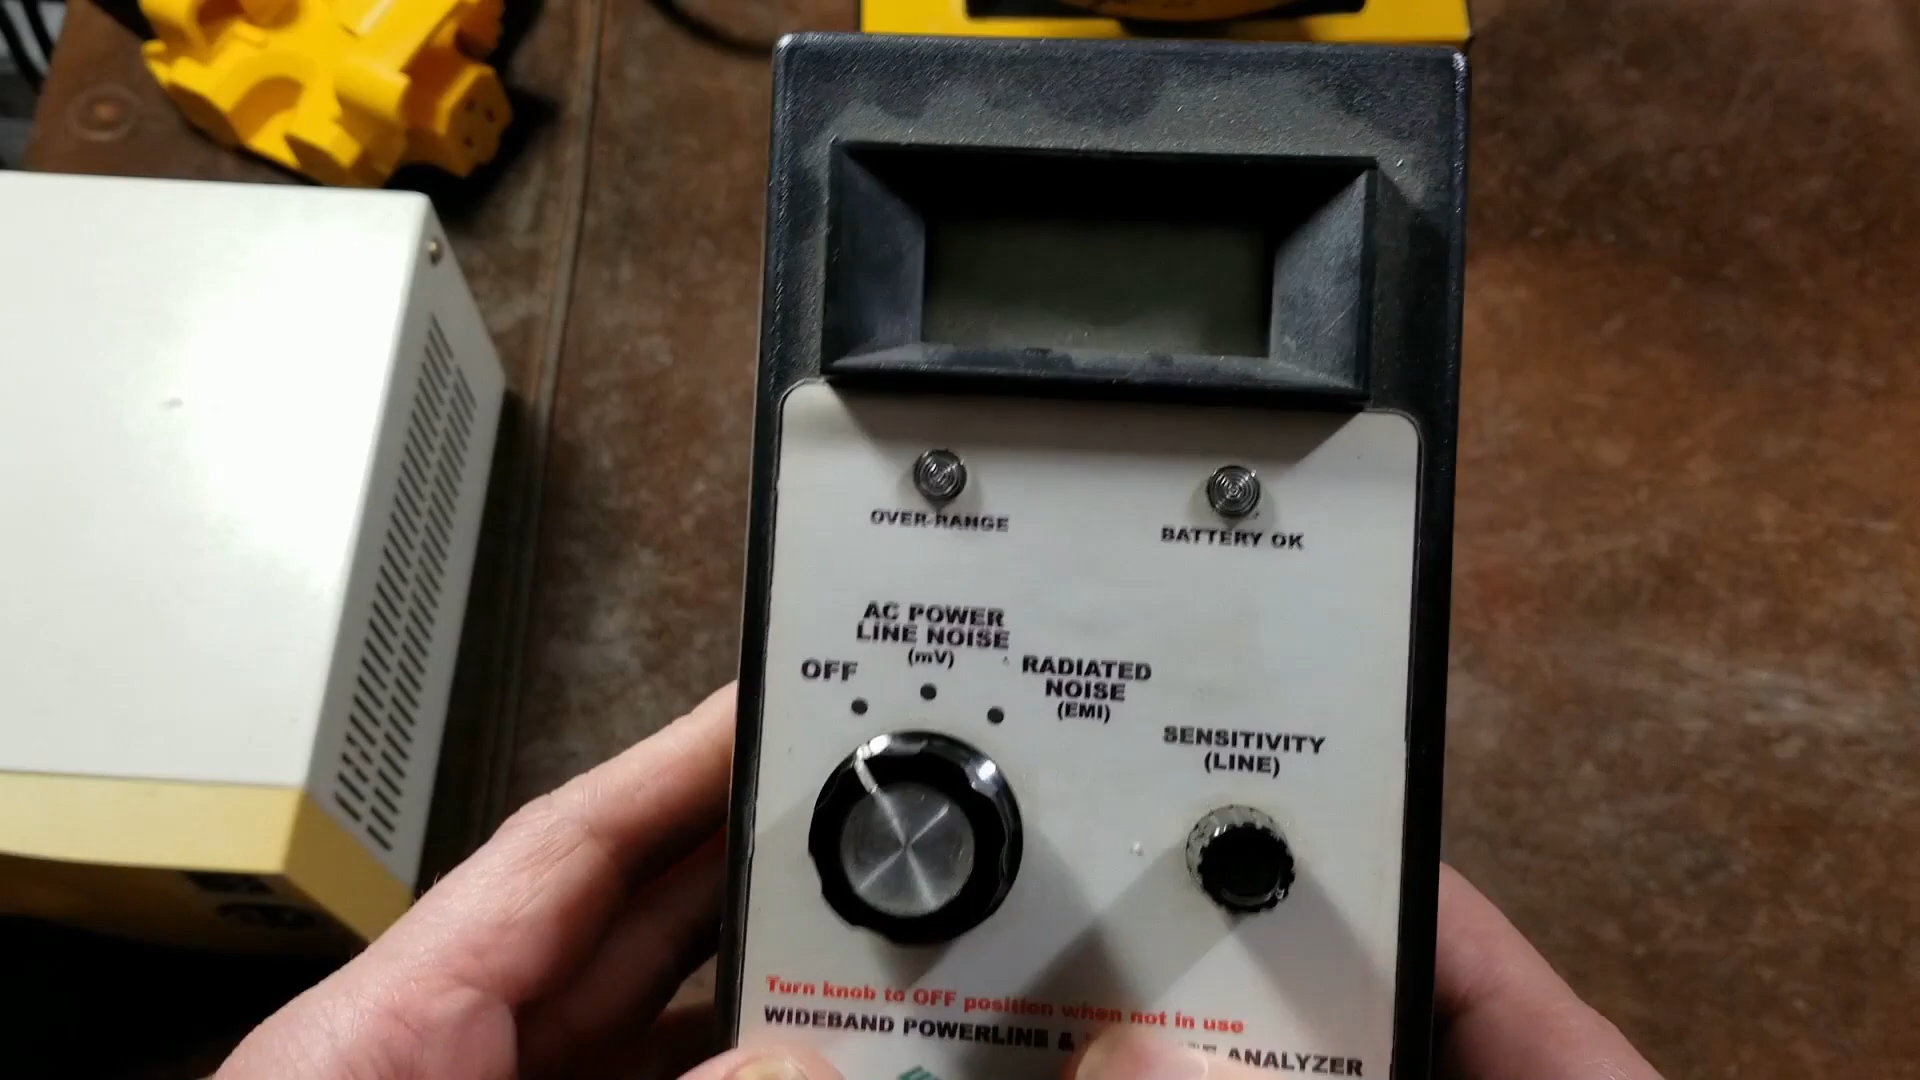 OVER-RANGE
BATTERY OK
AC POWER
LINE NOISE
(mV)
OFF
RADIATED
NOISE
(EMI)
SENSITIVITY
(LINE)
Turn knob to OFF position when not in use
WIDEBAND POWERLINE & ANALYZER